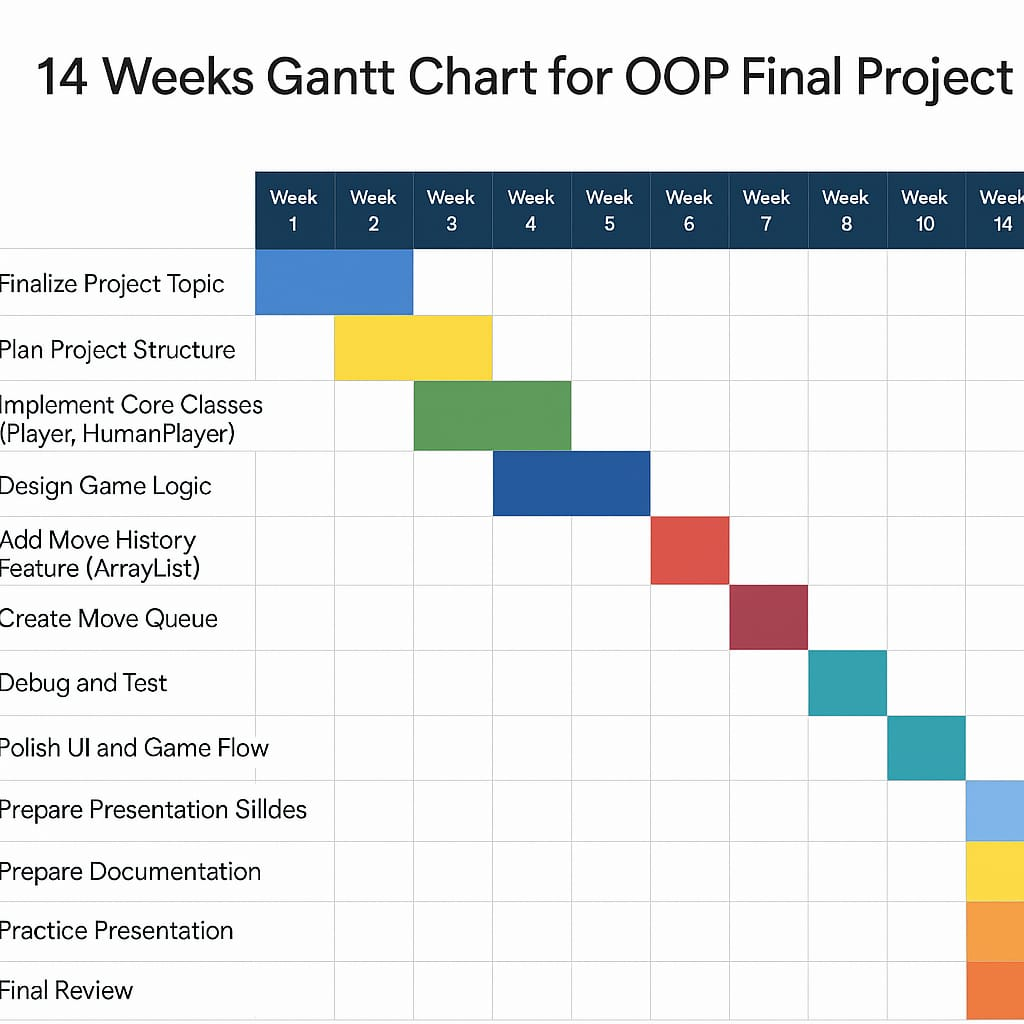 14 Weeks Gantt Chart for OOP Final Project
Week Week Week Week Week Week Week Week Week Week
1 2 3 4 5 6 7 8 10 14
Finalize Project Topic
Plan Project Structure
Implement Core Classes
(Player, HumanPlayer)
Design Game Logic
Add Move History
Feature (ArrayList)
Create Move Queue
Debug and Test
Polish UI and Game Flow
Prepare Presentation Silldes
Prepare Documentation
Practice Presentation
Final Review